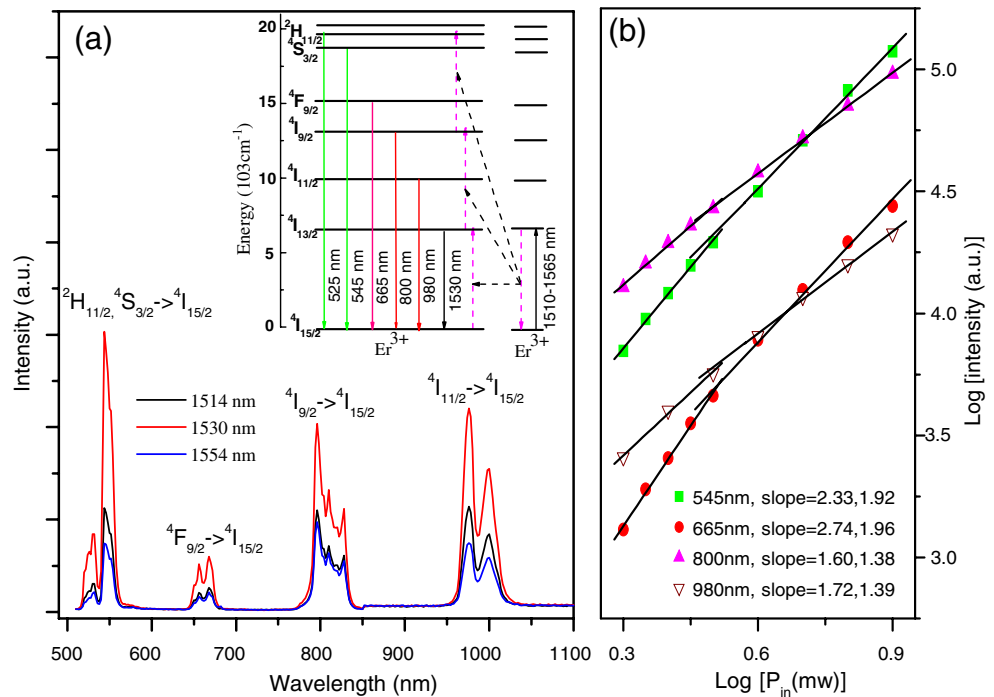 (a)
Energy (103cm⁻¹)
20
15
10
5
0
²H₁₁/₂
⁴S₃/₂
⁴F₉/₂
⁴I₉/₂
⁴I₁₁/₂
⁴I₁₃/₂
⁴I₁₅/₂
525 nm
545 nm
665 nm
800 nm
980 nm
1530 nm
1510-1565 nm
Er³⁺
Er³⁺
²H₁₁/₂, ⁴S₃/₂->⁴I₁₅/₂
⁴F₉/₂->⁴I₁₅/₂
⁴I₉/₂->⁴I₁₅/₂
⁴I₁₁/₂->⁴I₁₅/₂
1514 nm
1530 nm
1554 nm
Intensity (a.u.)
500 600 700 800 900 1000 1100
Wavelength (nm)
(b)
5.0
4.5
4.0
3.5
3.0
Log [intensity (a.u.)]
545nm, slope=2.33,1.92
665nm, slope=2.74,1.96
800nm, slope=1.60,1.38
980nm, slope=1.72,1.39
0.3 0.6 0.9
Log [Pᵢₙ(mw)]